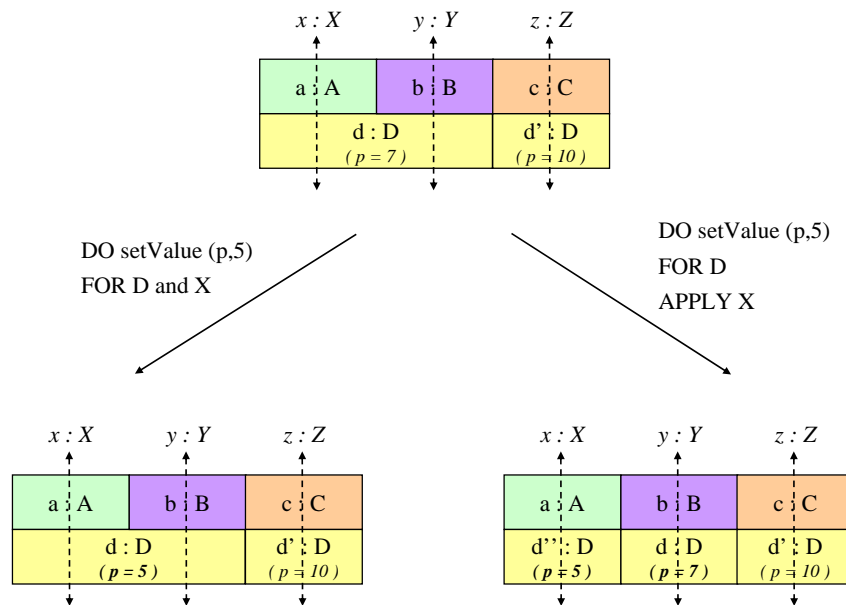 x : X y : Y z : Z
a : A b : B c : C
d : D d’ : D
( p = 7 ) ( p = 10 )
DO setValue (p,5)
FOR D and X
DO setValue (p,5)
FOR D
APPLY X
x : X y : Y z : Z
a : A b : B c : C
d : D d’ : D
( p = 5 ) ( p = 10 )
x : X y : Y z : Z
a : A b : B c : C
d’’ : D d : D d’ : D
( p = 5 ) ( p = 7 ) ( p = 10 )